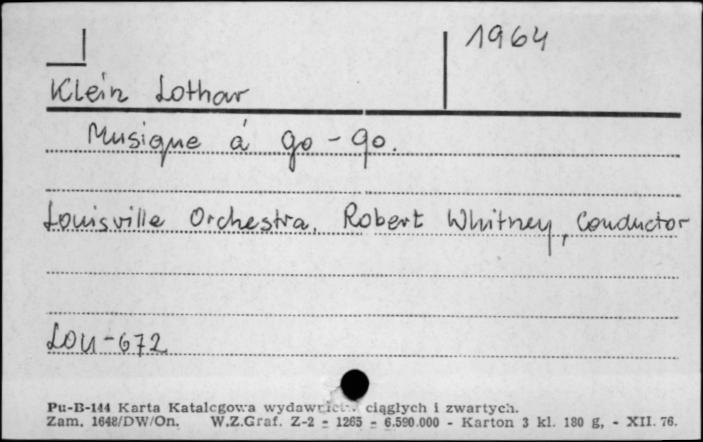 1964
Klein Lothar
Musique á go-go.
Louisville Orchestra. Robert Whitney, Conductor
LOU-672
Pu-B-144 Karta Katalogowa ciągłych i zwartych.
Zam. 1648/DW/On. W.Z.Graf. Z-2 - 1265 - 6.590.000 - Karton 3 kl. 180 g, - XII. 76.